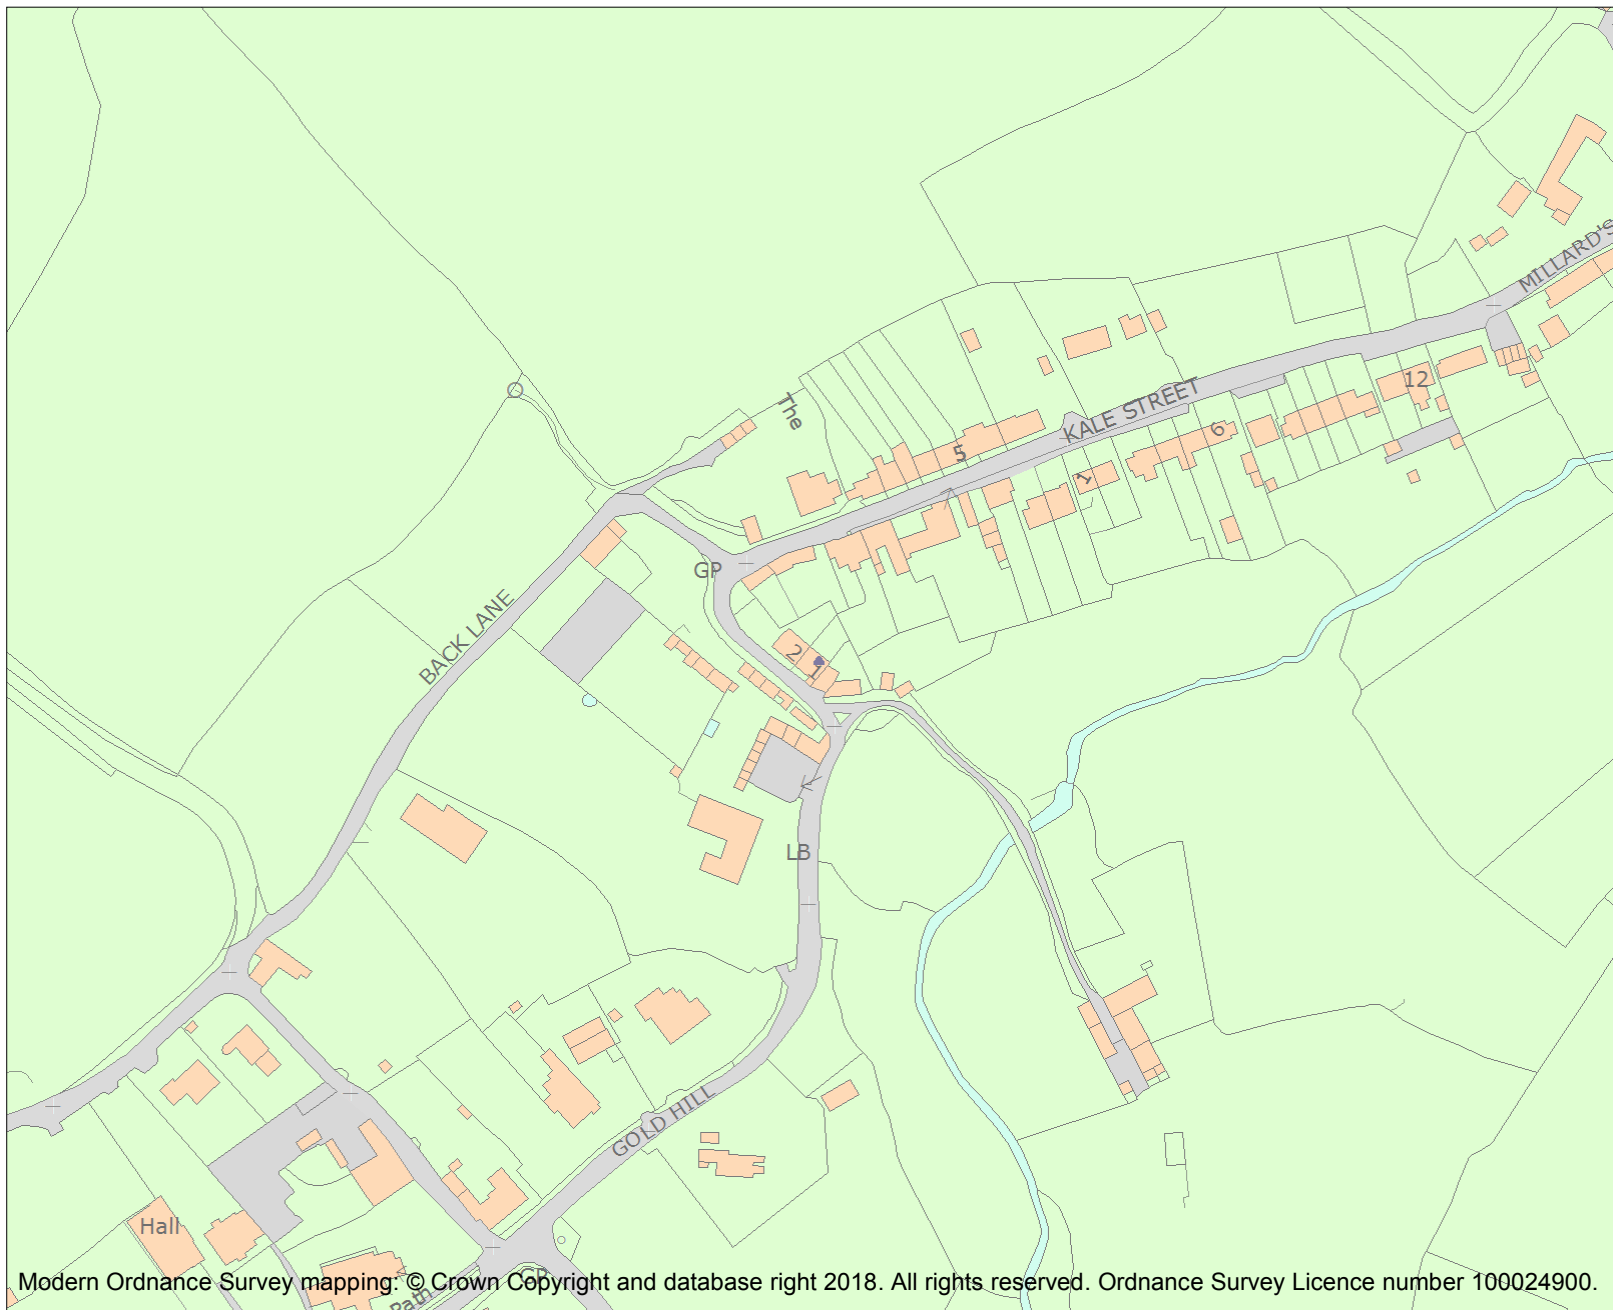 MILLARD'S
The
KALE STREET
12
5
6
1
GP
BACK LANE
2
1
LB
GOLD HILL
Hall
GP
Path
Modern Ordnance Survey mapping: © Crown Copyright and database right 2018. All rights reserved. Ordnance Survey Licence number 100024900.